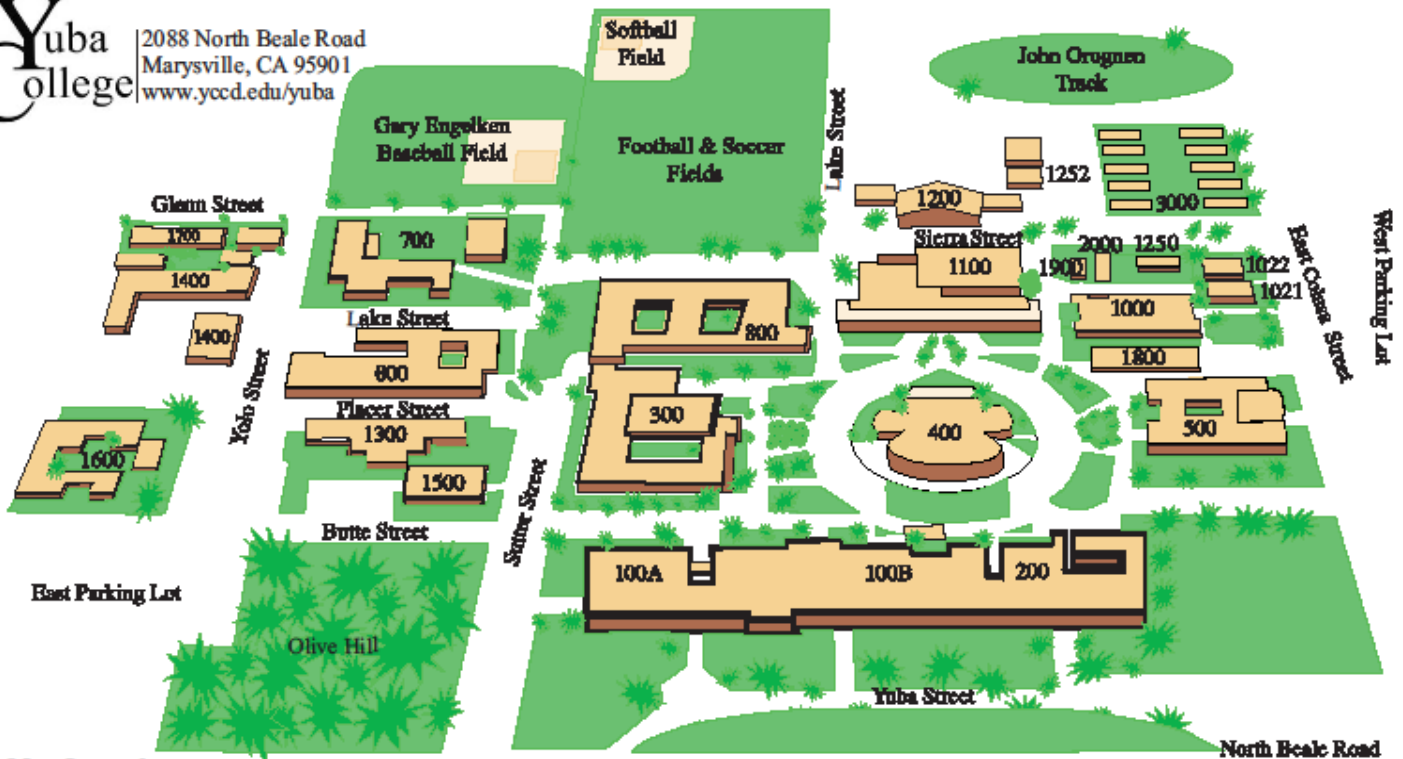 Yuba
College
2088 North Beale Road
Marysville, CA 95901
www.yccd.edu/yuba
Softball
Field
John Orognen
Track
Gary Engelken
Baseball Field
Football & Soccer
Fields
Lake Street
1252
1200
3000
Glenn Street
1700
700
Sierra Street
2000
1250
West Parking Lot
East Colusa Street
1400
1100
1900
1022
1021
Lake Street
1400
800
1000
1800
600
Yolo Street
Placer Street
1300
300
400
500
1600
1500
Sutter Street
Butte Street
100A
100B
200
East Parking Lot
Olive Hill
Yuba Street
North Beale Road